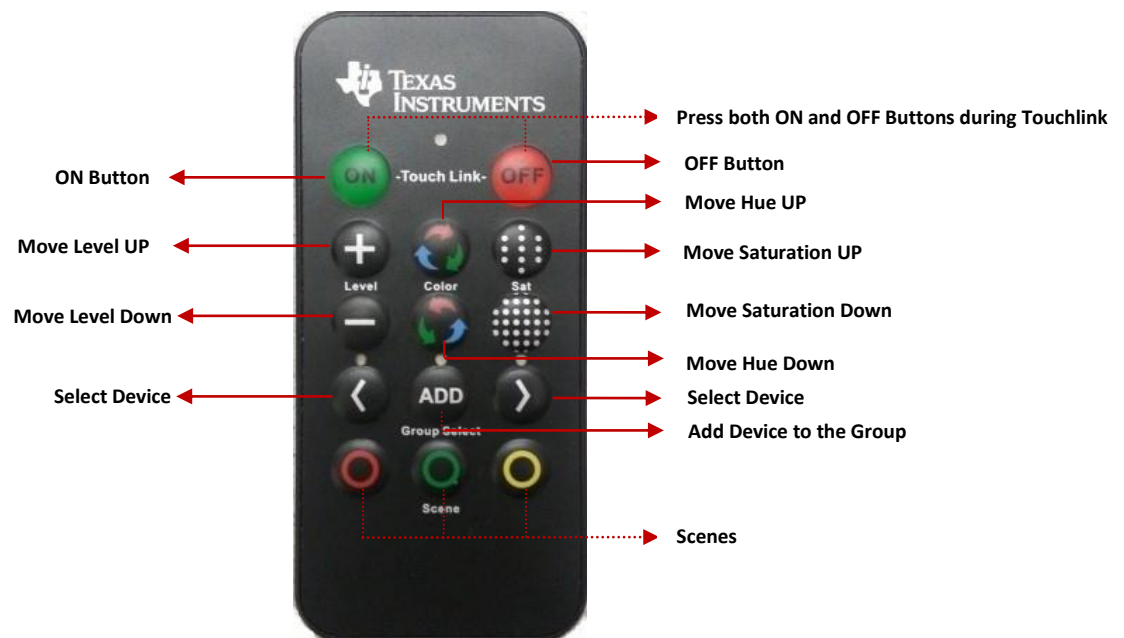 TEXAS
INSTRUMENTS
Press both ON and OFF Buttons during Touchlink
ON Button
ON
-Touch Link-
OFF
OFF Button
Move Hue UP
Move Level UP
Move Saturation UP
Level
Color
Sat
Move Level Down
Move Saturation Down
Move Hue Down
Select Device
ADD
Select Device
Group Select
Add Device to the Group
Scene
Scenes